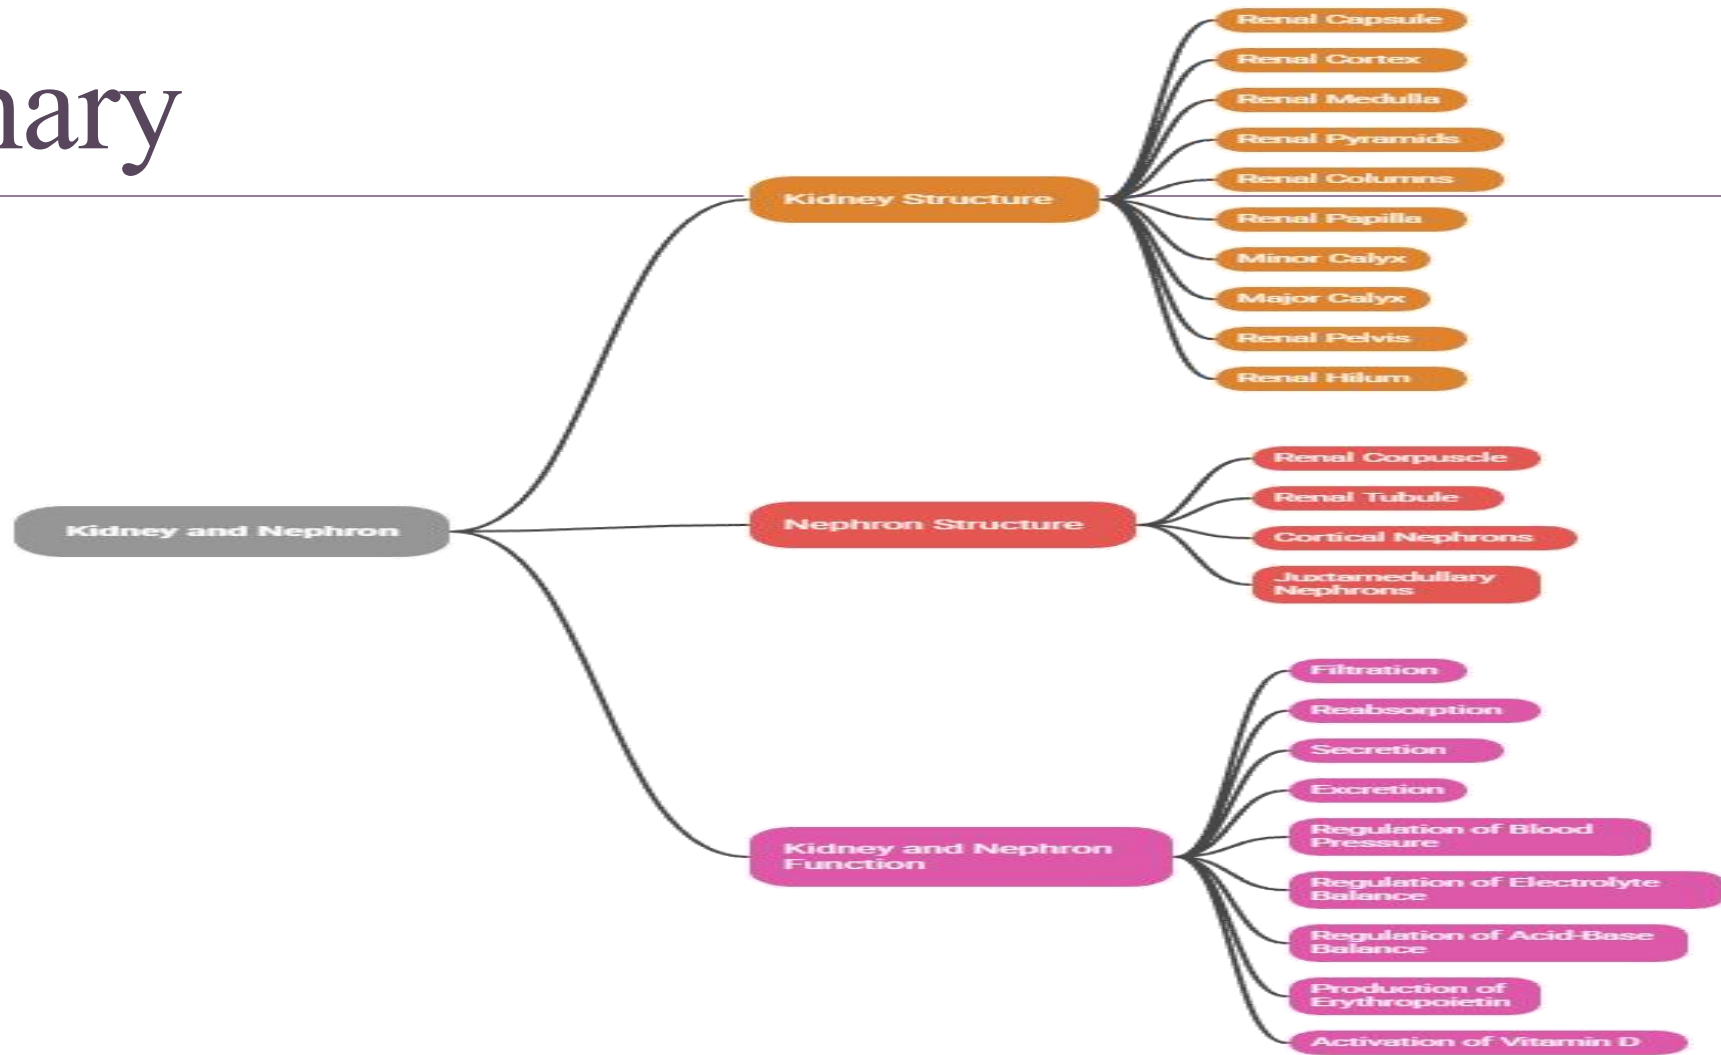 nary
Kidney and Nephron
Kidney Structure
Renal Capsule
Renal Cortex
Renal Medulla
Renal Pyramids
Renal Columns
Renal Papilla
Minor Calyx
Major Calyx
Renal Pelvis
Renal Hilum
Nephron Structure
Renal Corpuscle
Renal Tubule
Cortical Nephrons
Juxtamedullary
Nephrons
Kidney and Nephron
Function
Filtration
Reabsorption
Secretion
Excretion
Regulation of Blood
Pressure
Regulation of Electrolyte
Balance
Regulation of Acid-Base
Balance
Production of
Erythropoietin
Activation of Vitamin D